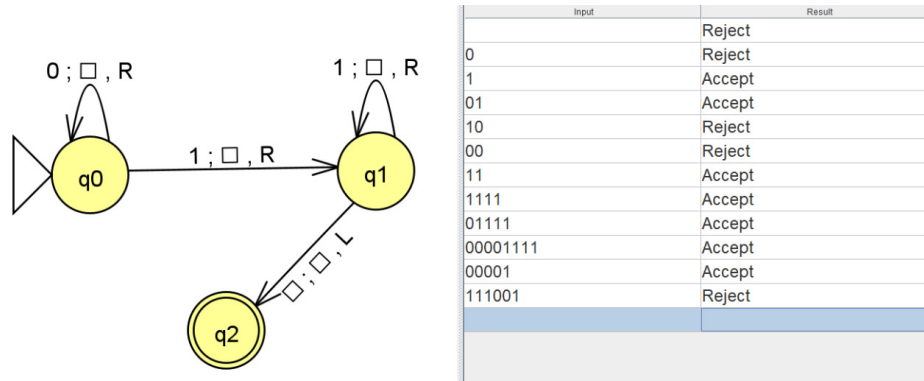 0 ; □ , R
1 ; □ , R
1 ; □ , R
q0
q1
□ ; □ , L
q2
Input Result
Reject
0 Reject
1 Accept
01 Accept
10 Reject
00 Reject
11 Accept
1111 Accept
01111 Accept
00001111 Accept
00001 Accept
111001 Reject